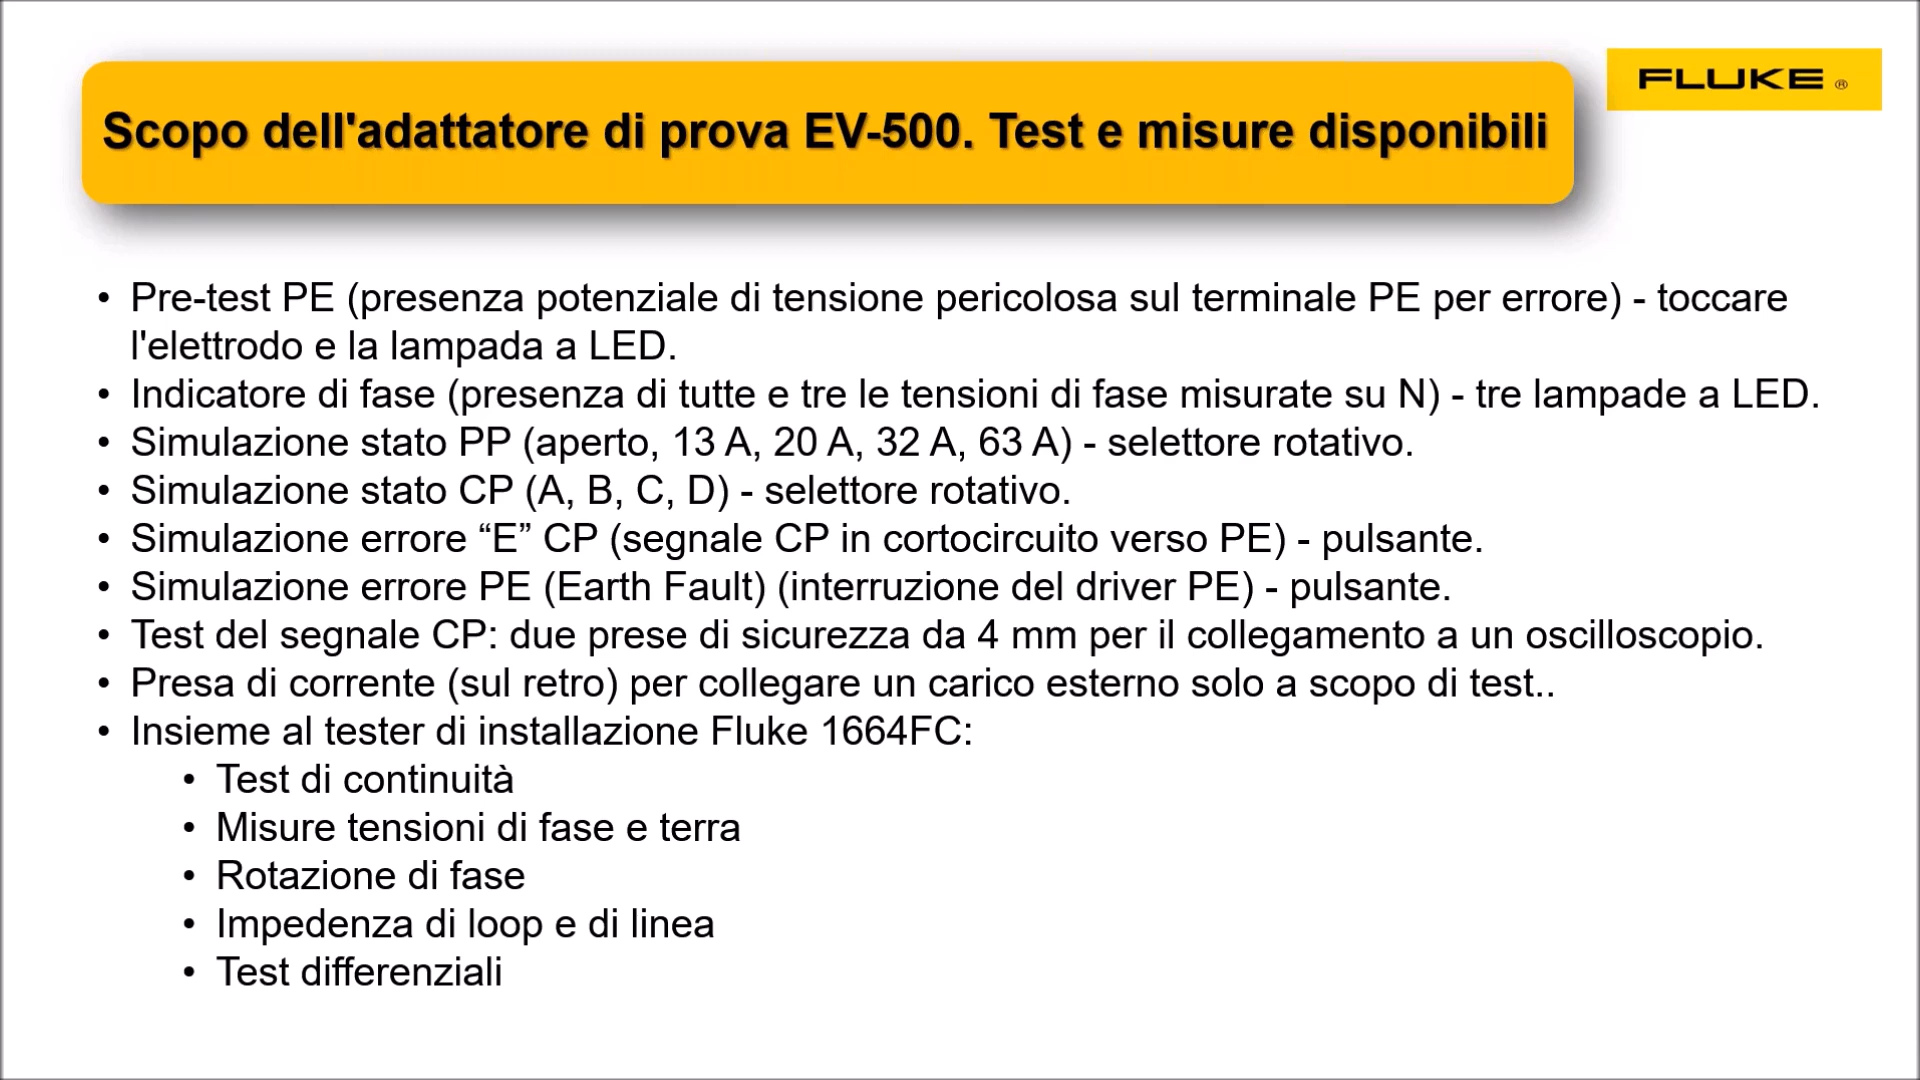 FLUKE ®
Scopo dell'adattatore di prova EV-500. Test e misure disponibili
• Pre-test PE (presenza potenziale di tensione pericolosa sul terminale PE per errore) - toccare
l'elettrodo e la lampada a LED.
• Indicatore di fase (presenza di tutte e tre le tensioni di fase misurate su N) - tre lampade a LED.
• Simulazione stato PP (aperto, 13 A, 20 A, 32 A, 63 A) - selettore rotativo.
• Simulazione stato CP (A, B, C, D) - selettore rotativo.
• Simulazione errore “E” CP (segnale CP in cortocircuito verso PE) - pulsante.
• Simulazione errore PE (Earth Fault) (interruzione del driver PE) - pulsante.
• Test del segnale CP: due prese di sicurezza da 4 mm per il collegamento a un oscilloscopio.
• Presa di corrente (sul retro) per collegare un carico esterno solo a scopo di test..
• Insieme al tester di installazione Fluke 1664FC:
• Test di continuità
• Misure tensioni di fase e terra
• Rotazione di fase
• Impedenza di loop e di linea
• Test differenziali